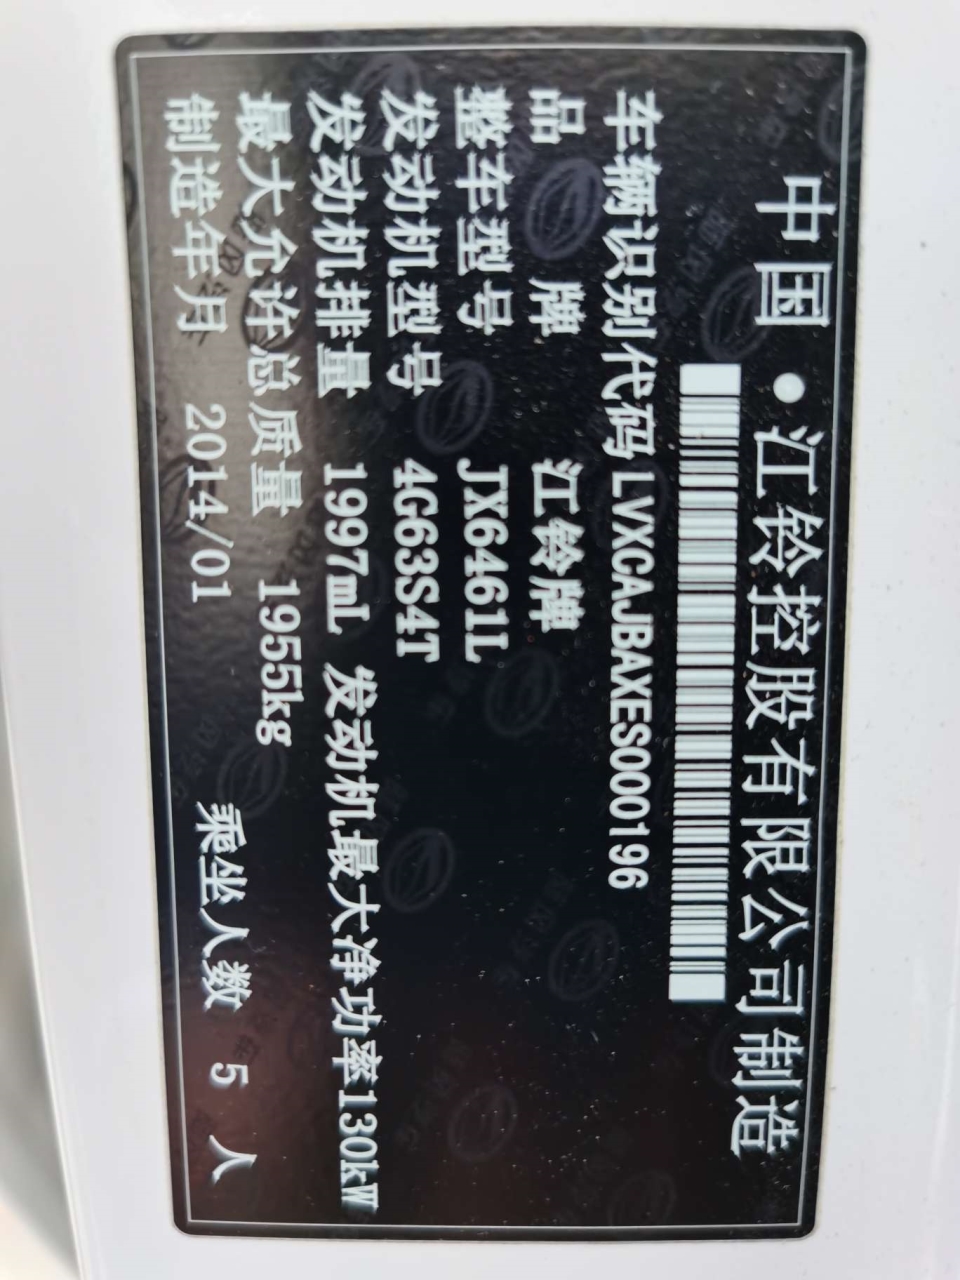 中国·江铃控股有限公司制造
车辆识别代码 LVXCAJBAXES000196
品牌 江铃牌
整车型号 JX6461L
发动机型号 4G63S4T
发动机排量 1997mL 发动机最大净功率130kW
最大允许总质量 1955kg
制造年月 2014/01 乘坐人数 5 人